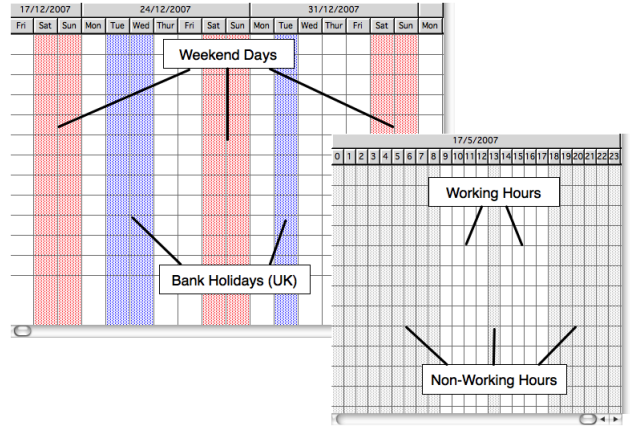 17/12/2007 24/12/2007 31/12/2007
Fri Sat Sun Mon Tue Wed Thur Fri Sat Sun Mon Tue Wed Thur Fri Sat Sun Mon
Weekend Days
Bank Holidays (UK)
17/5/2007
0 1 2 3 4 5 6 7 8 9 10 11 12 13 14 15 16 17 18 19 20 21 22 23
Working Hours
Non-Working Hours